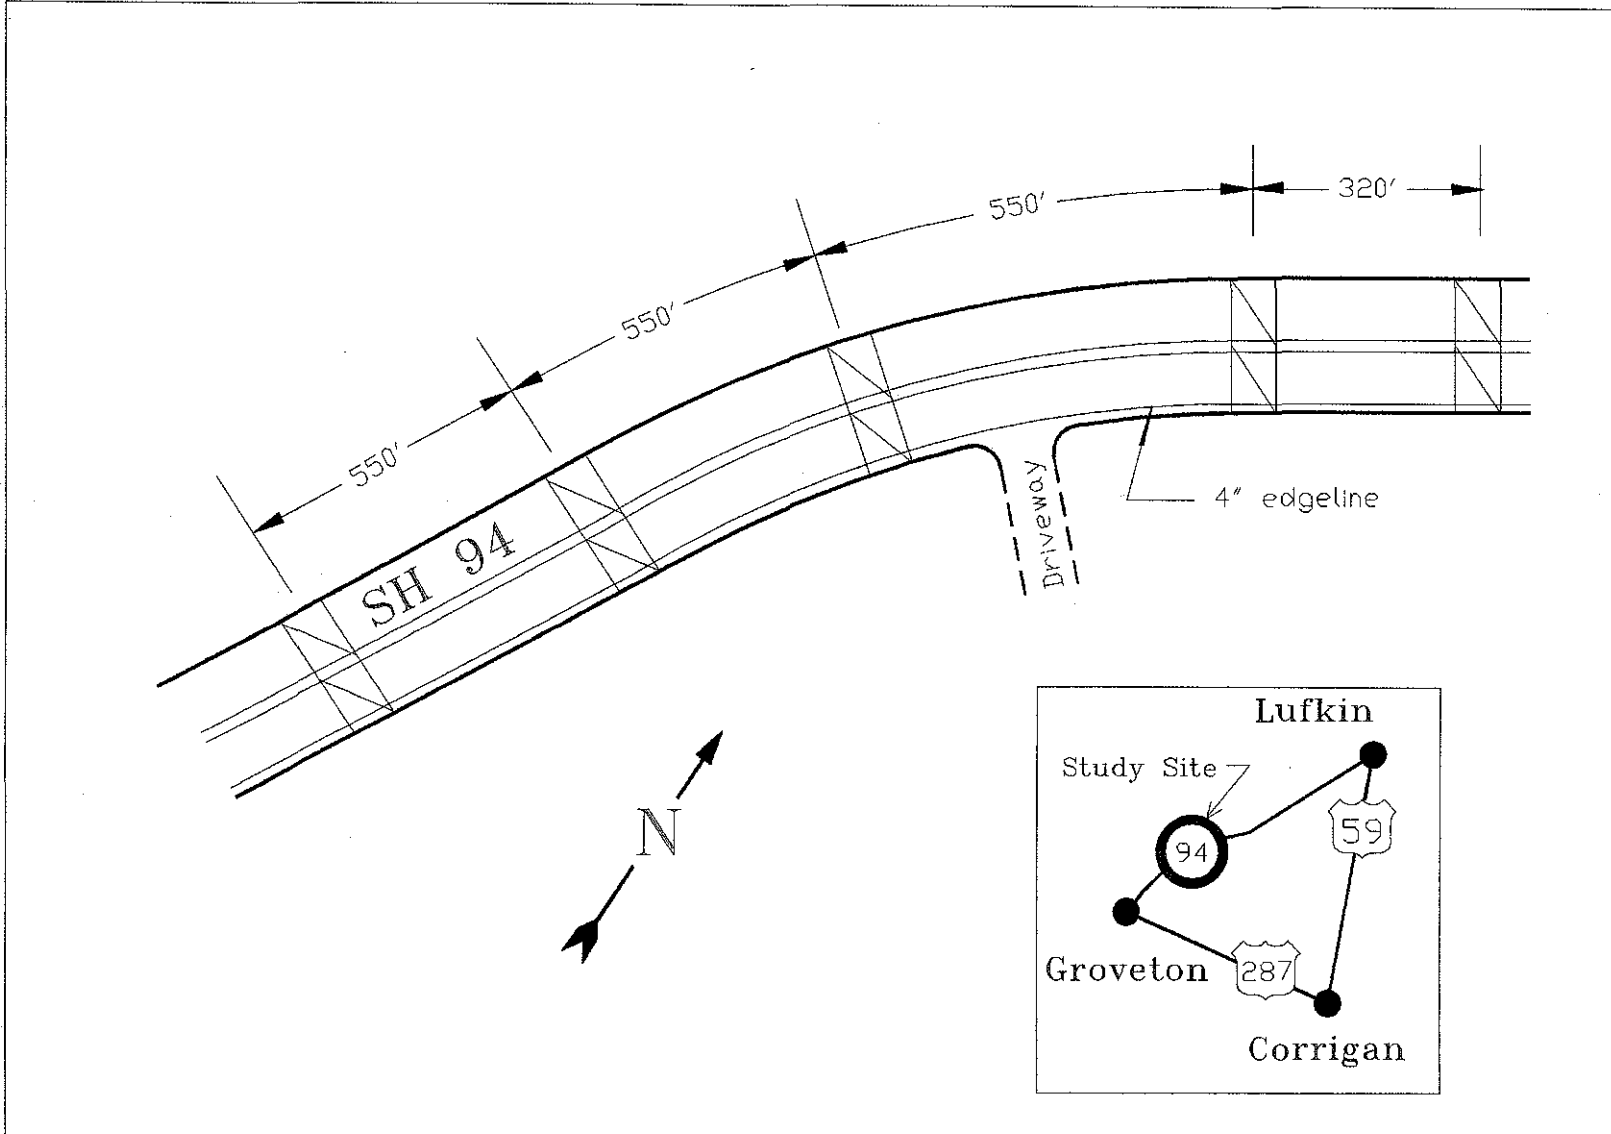 550'
320'
550'
550'
SH 94
4" edgeline
Driveway
N
Lufkin
Study Site
59
94
Groveton
287
Corrigan